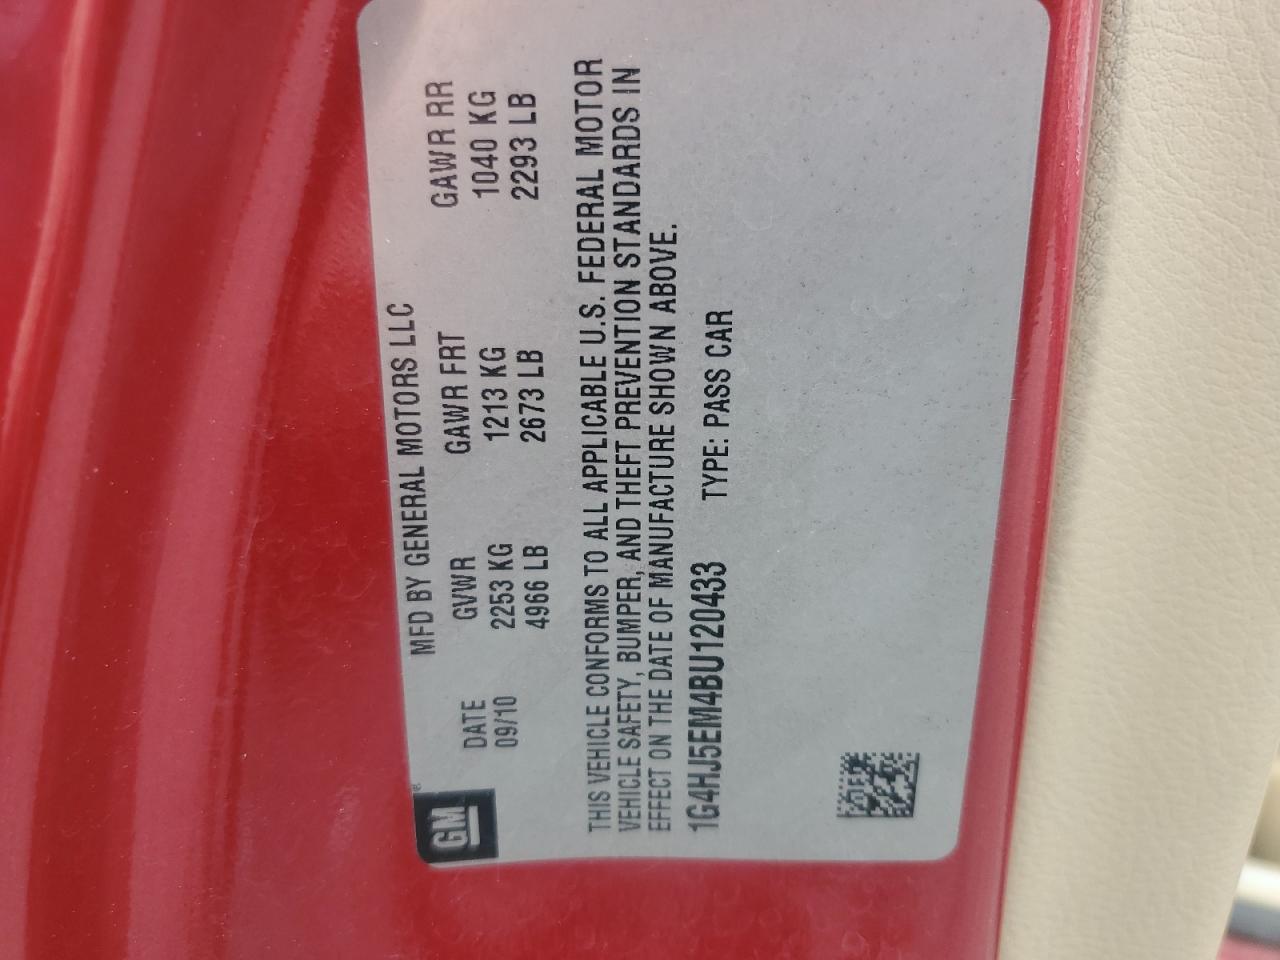 GM
MFD BY GENERAL MOTORS LLC
DATE GVWR GAWR FRT GAWR RR
09/10 2253 KG 1213 KG 1040 KG
4966 LB 2673 LB 2293 LB
THIS VEHICLE CONFORMS TO ALL APPLICABLE U.S. FEDERAL MOTOR
VEHICLE SAFETY, BUMPER, AND THEFT PREVENTION STANDARDS IN
EFFECT ON THE DATE OF MANUFACTURE SHOWN ABOVE.
1G4HJ5EM4BU120433 TYPE: PASS CAR